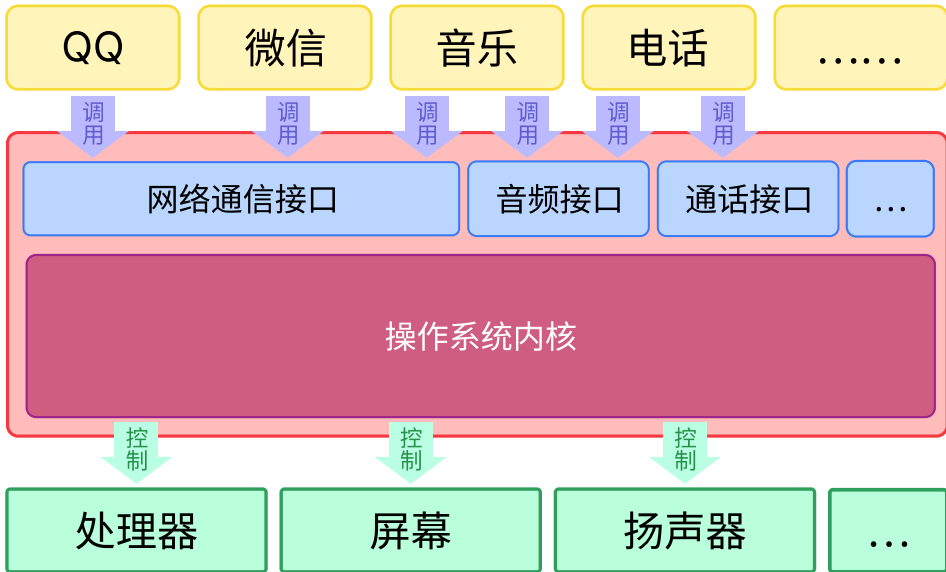 QQ
微信
音乐
电话
……
调用
调用
调用
调用
调用
调用
网络通信接口
音频接口
通话接口
…
操作系统内核
控制
控制
控制
处理器
屏幕
扬声器
…